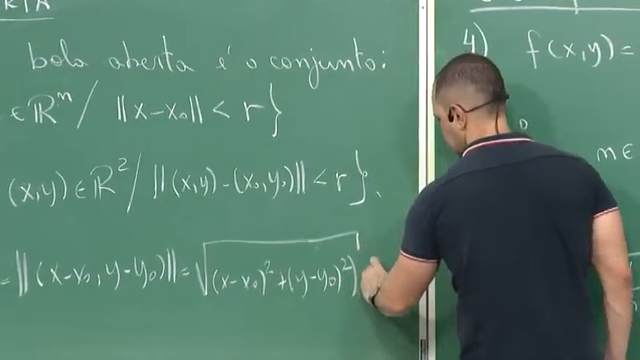 bola aberta é o conjunto:
∈ ℝⁿ / ||x-x₀|| < r}
(x,y) ∈ ℝ² / ||(x,y) - (x₀,y₀)|| < r}.
= ||(x-x₀, y-y₀)|| = √(x-x₀)² + (y-y₀)²)
4) f(x,y) =
m ∈